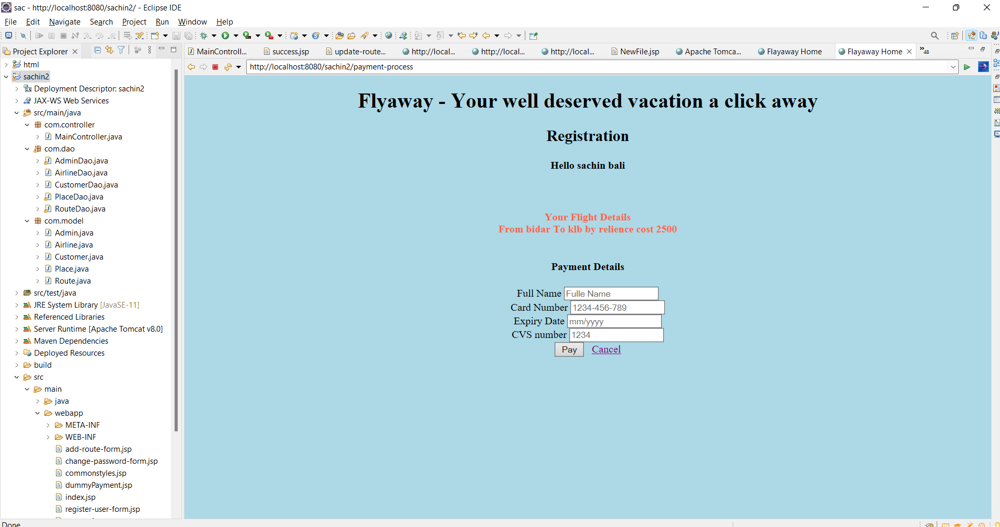 sac - http://localhost:8080/sachin2/ - Eclipse IDE
File Edit Navigate Search Project Run Window Help
Project Explorer
html
sachin2
Deployment Descriptor: sachin2
JAX-WS Web Services
src/main/java
com.controller
MainController.java
com.dao
AdminDao.java
AirlineDao.java
CustomerDao.java
PlaceDao.java
RouteDao.java
com.model
Admin.java
Airline.java
Customer.java
Place.java
Route.java
src/test/java
JRE System Library [JavaSE-11]
Referenced Libraries
Server Runtime [Apache Tomcat v8.0]
Maven Dependencies
Deployed Resources
build
src
main
java
webapp
META-INF
WEB-INF
add-route-form.jsp
change-password-form.jsp
commonstyles.jsp
dummyPayment.jsp
index.jsp
register-user-form.jsp
Done
MainControll... success.jsp update-route... http://local... http://local... http://local... NewFile.jsp Apache Tomca... Flayaway Home Flayaway Home »48
http://localhost:8080/sachin2/payment-process
Flyaway - Your well deserved vacation a click away
Registration
Hello sachin bali
Your Flight Details
From bidar To klb by relience cost 2500
Payment Details
Full Name Fulle Name
Card Number 1234-456-789
Expiry Date mm/yyyy
CVS number 1234
Pay Cancel